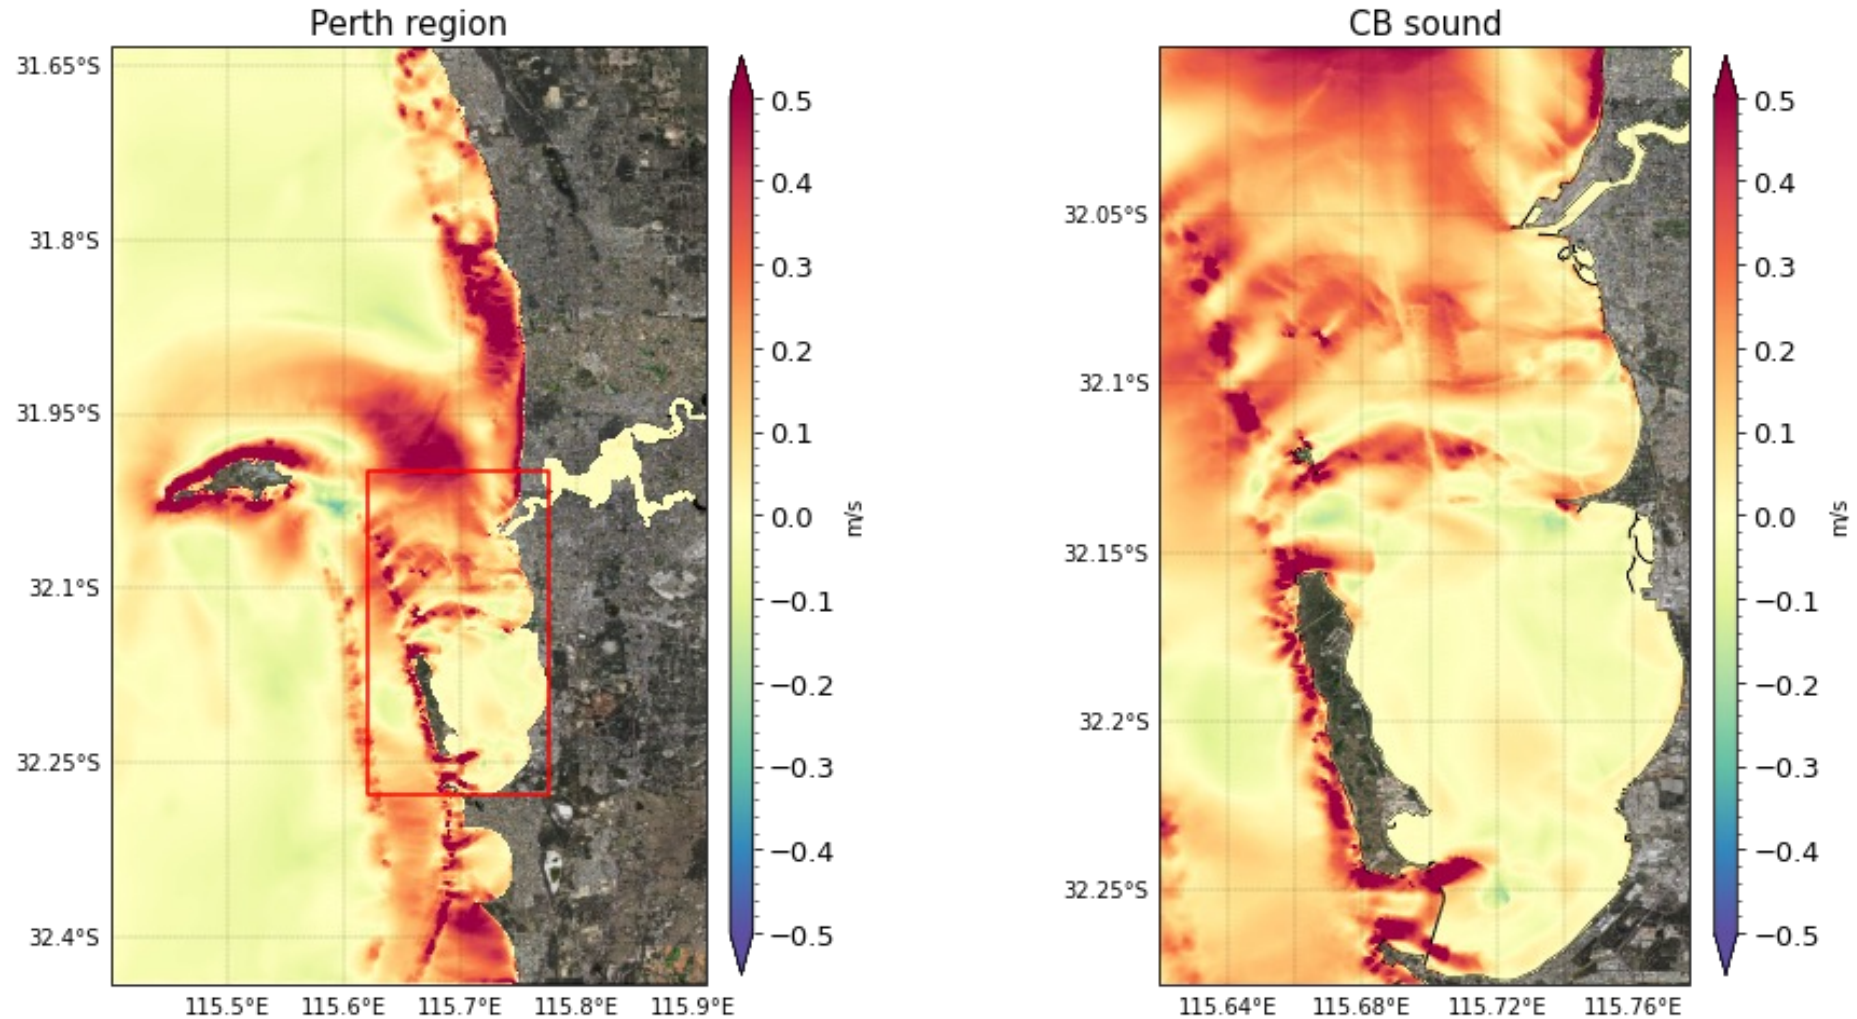 Perth region
31.65°S
31.8°S
31.95°S
32.1°S
32.25°S
32.4°S
115.5°E 115.6°E 115.7°E 115.8°E 115.9°E
0.5
0.4
0.3
0.2
0.1
0.0
−0.1
−0.2
−0.3
−0.4
−0.5
m/s
CB sound
32.05°S
32.1°S
32.15°S
32.2°S
32.25°S
115.64°E 115.68°E 115.72°E 115.76°E
0.5
0.4
0.3
0.2
0.1
0.0
−0.1
−0.2
−0.3
−0.4
−0.5
m/s